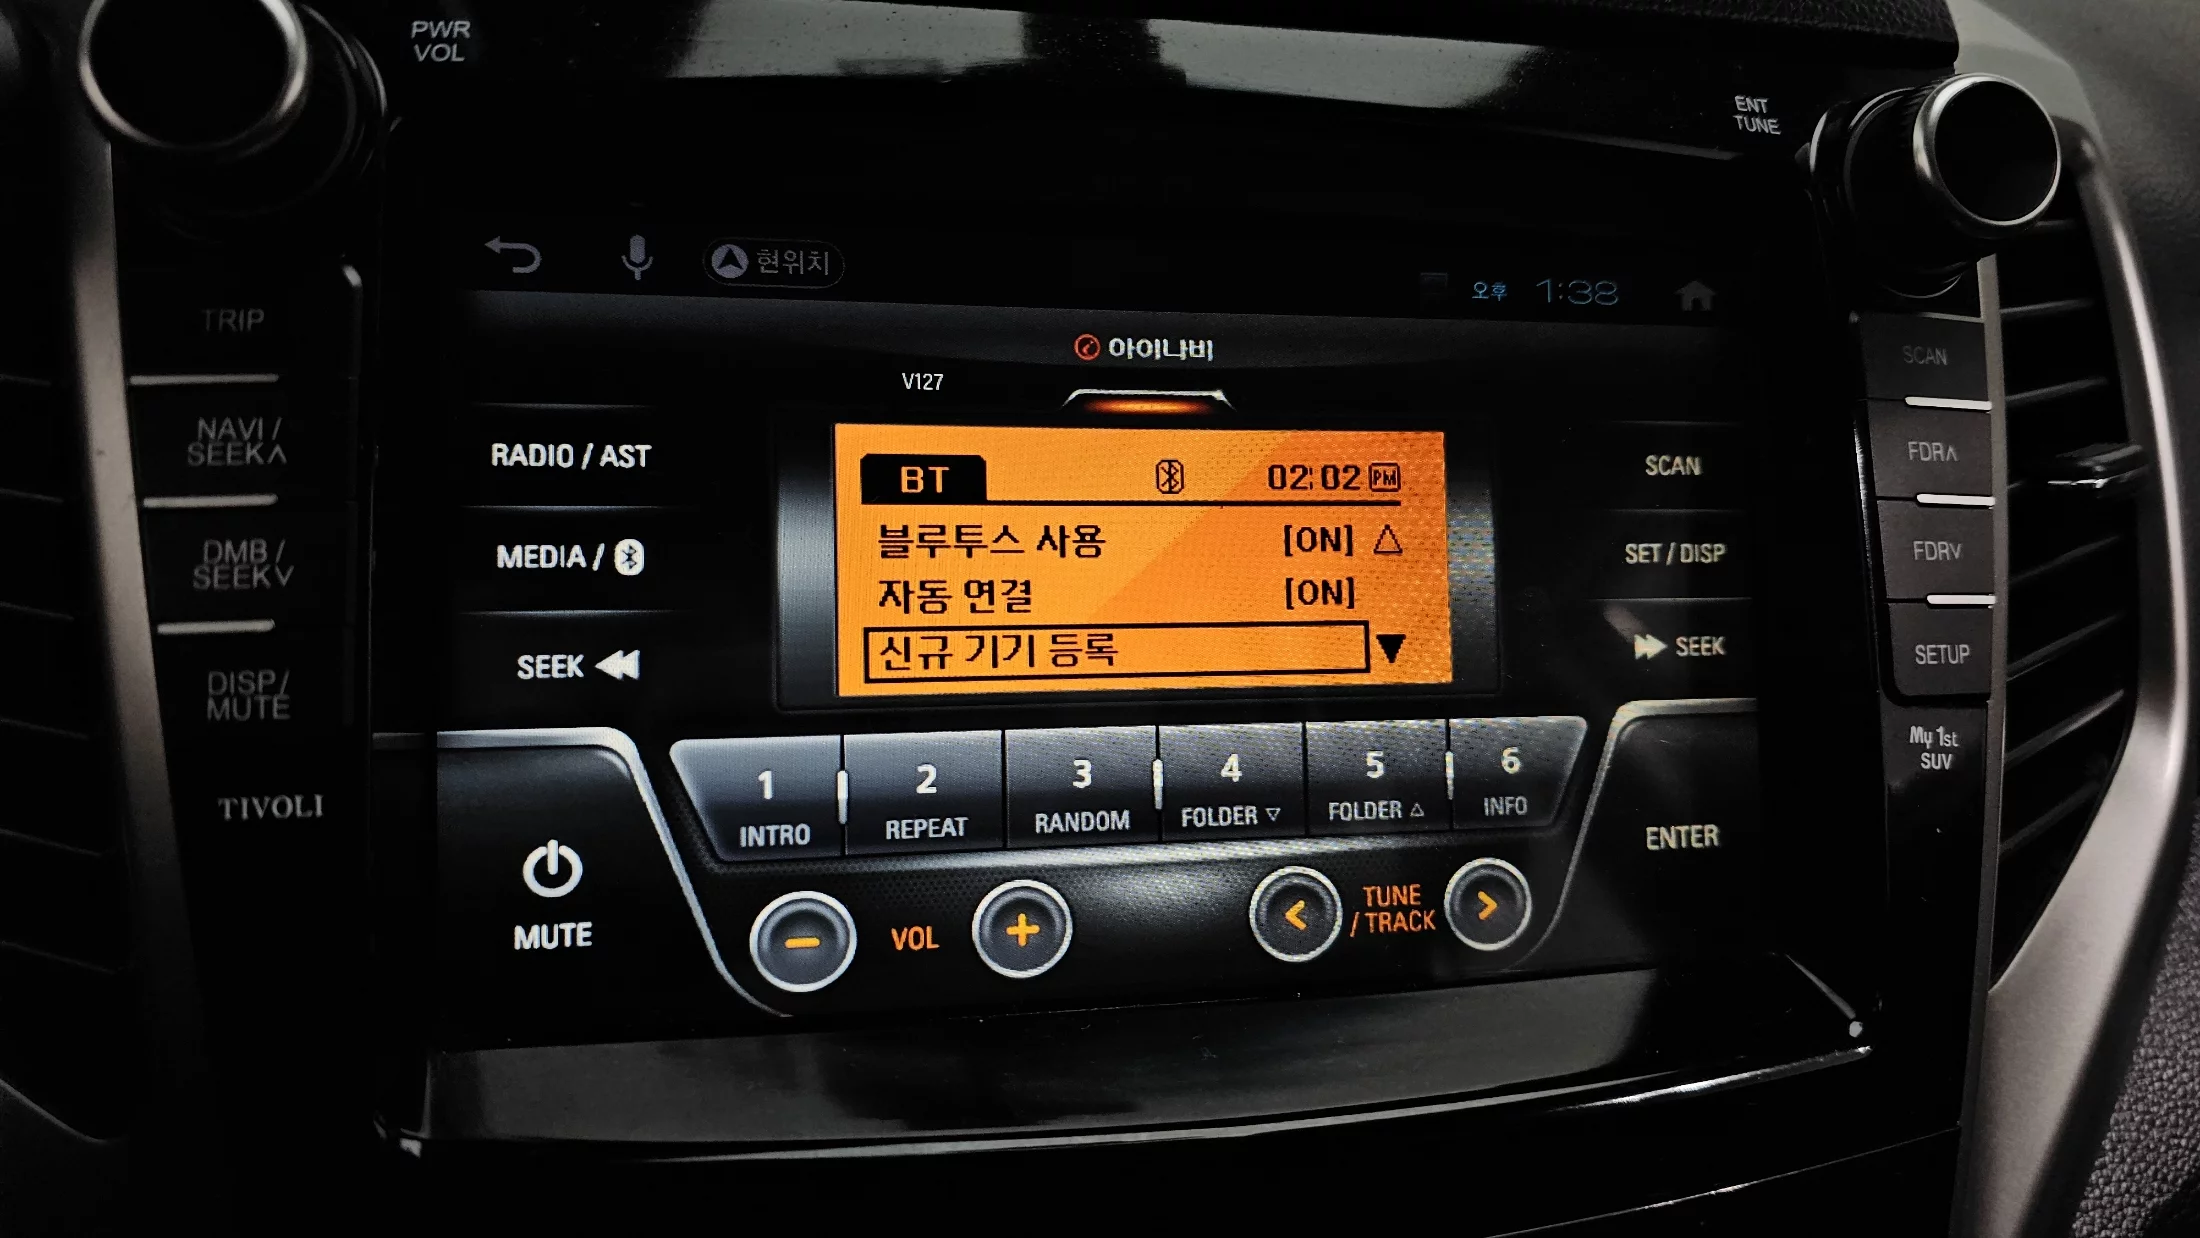 PWR
VOL
ENT
TUNE
현위치
오후 1:38
아이나비
V127
TRIP
NAVI /
SEEK∧
DMB /
SEEK∨
DISP/
MUTE
TIVOLI
RADIO / AST
MEDIA /
SEEK
BT 02:02 PM
블루투스 사용 [ON] △
자동 연결 [ON]
신규 기기 등록 ▼
SCAN
SET / DISP
SEEK
SCAN
FDR∧
FDR∨
SETUP
My 1st
SUV
1 2 3 4 5 6
INTRO REPEAT RANDOM FOLDER ▽ FOLDER △ INFO
MUTE
VOL
TUNE
/ TRACK
ENTER